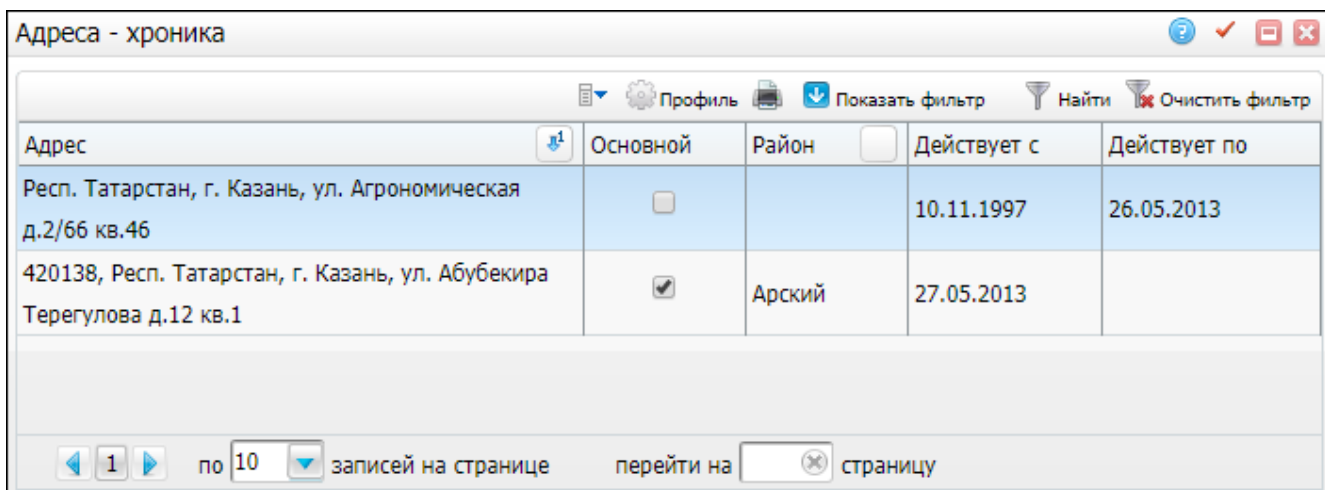 Адреса - хроника
Профиль Показать фильтр Найти Очистить фильтр
Адрес 1 Основной Район Действует с Действует по
Респ. Татарстан, г. Казань, ул. Агрономическая
д.2/66 кв.46
10.11.1997 26.05.2013
420138, Респ. Татарстан, г. Казань, ул. Абубекира
Терегулова д.12 кв.1
Арский 27.05.2013
1 по 10 записей на странице перейти на страницу